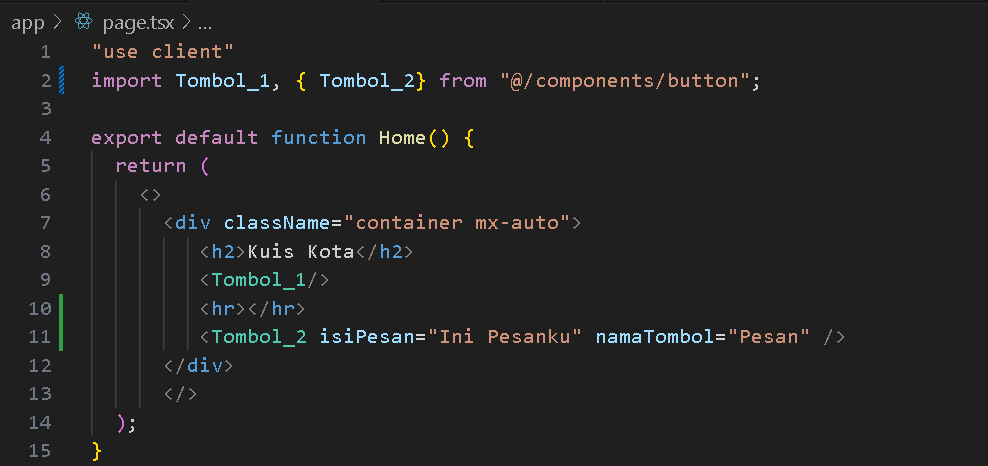 app > page.tsx > ...
1 "use client"
2 import Tombol_1, { Tombol_2} from "@/components/button";
3
4 export default function Home() {
5 return (
6 <>
7 <div className="container mx-auto">
8 <h2>Kuis Kota</h2>
9 <Tombol_1/>
10 <hr></hr>
11 <Tombol_2 isiPesan="Ini Pesanku" namaTombol="Pesan" />
12 </div>
13 </>
14 );
15 }